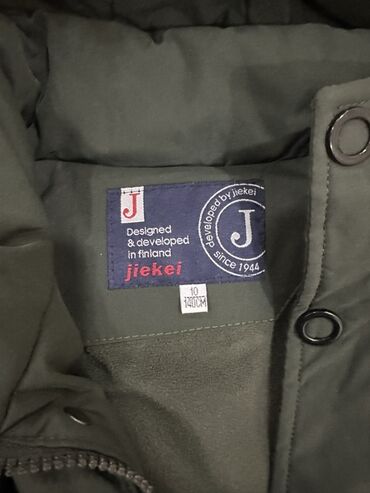 J
Designed
& developed
in finland
jiekei
developed by jiekei
J
since 1944
10
140CM